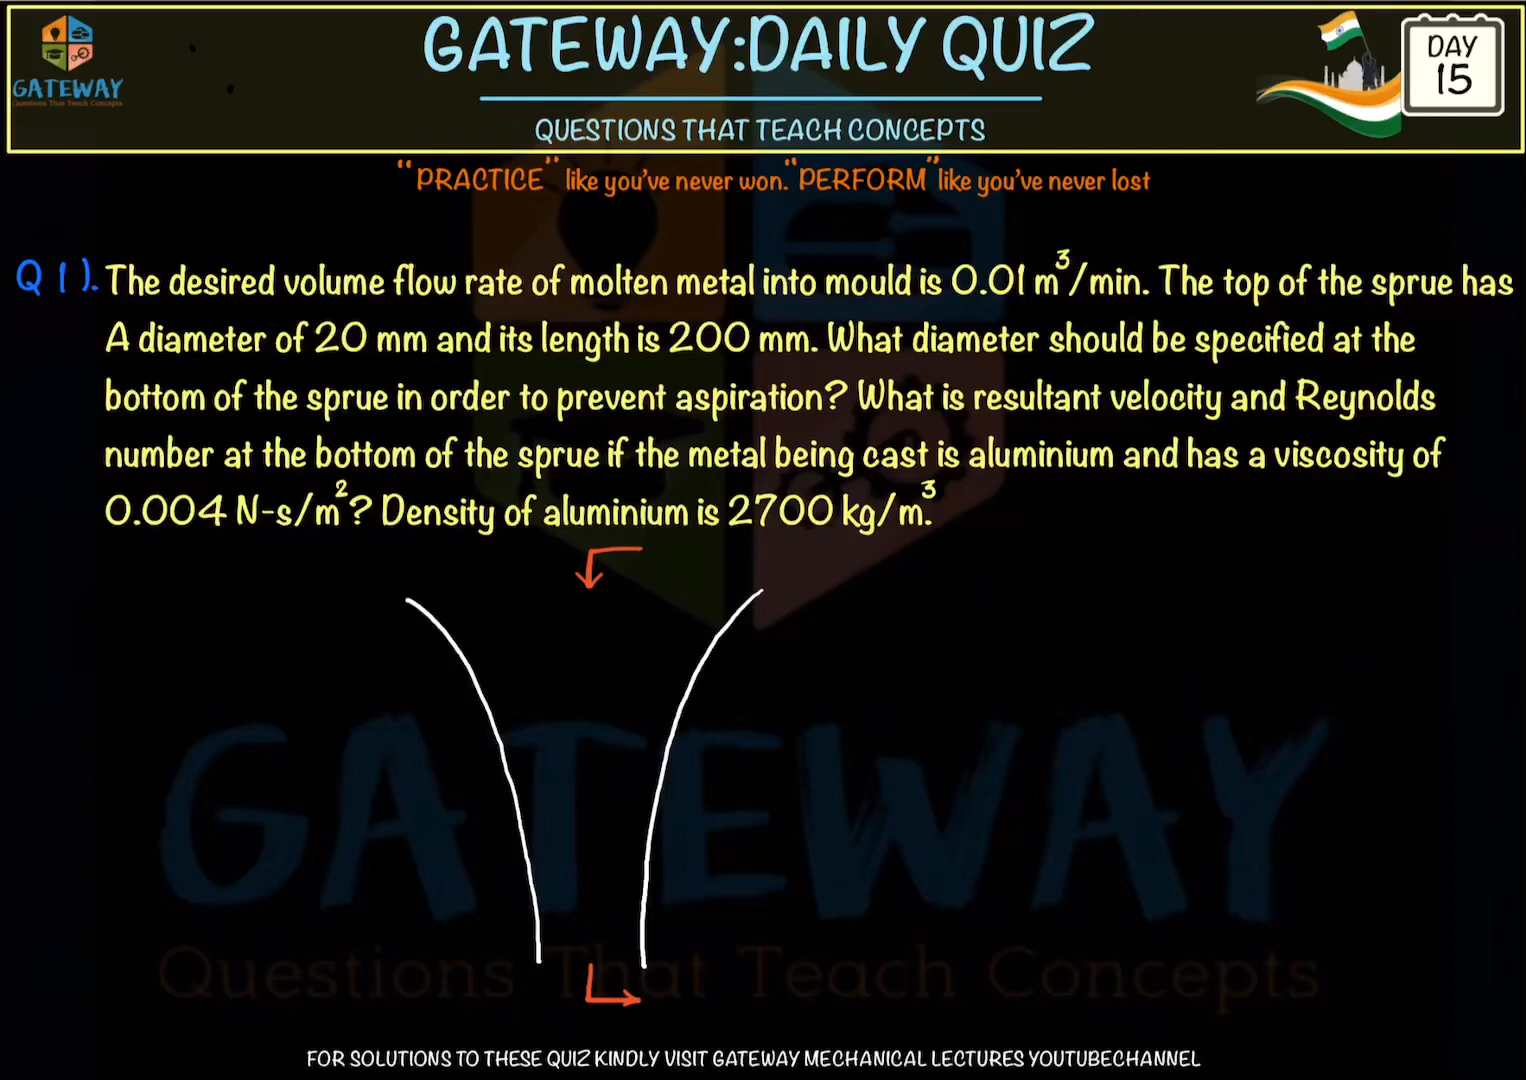 GATEWAY:DAILY QUIZ
QUESTIONS THAT TEACH CONCEPTS
GATEWAY
Questions That Teach Concepts
DAY
15
"PRACTICE" like you've never won. "PERFORM" like you've never lost
Q 1). The desired volume flow rate of molten metal into mould is 0.01 m³/min. The top of the sprue has
A diameter of 20 mm and its length is 200 mm. What diameter should be specified at the
bottom of the sprue in order to prevent aspiration? What is resultant velocity and Reynolds
number at the bottom of the sprue if the metal being cast is aluminium and has a viscosity of
0.004 N-s/m²? Density of aluminium is 2700 kg/m³.
GATEWAY
Questions That Teach Concepts
FOR SOLUTIONS TO THESE QUIZ KINDLY VISIT GATEWAY MECHANICAL LECTURES YOUTUBECHANNEL